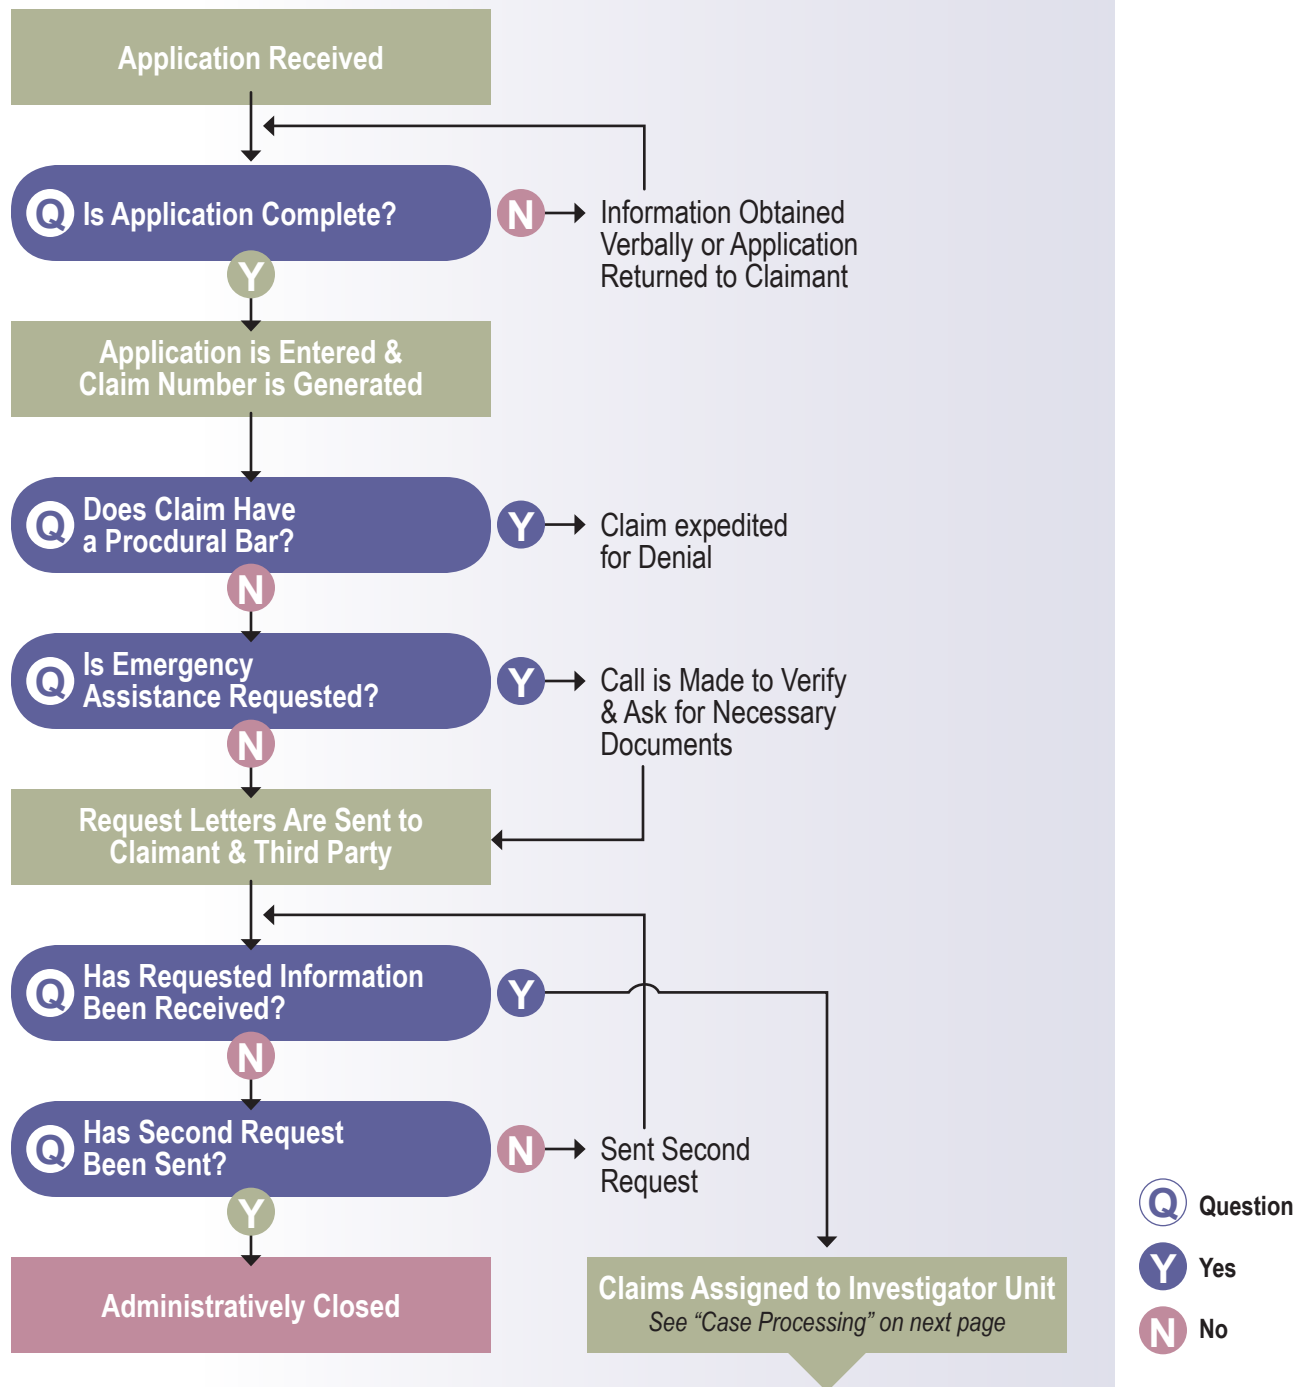 Application Received
Q Is Application Complete?
N
Information Obtained
Verbally or Application
Returned to Claimant
Y
Application is Entered &
Claim Number is Generated
Q Does Claim Have
a Procdural Bar?
Y
Claim expedited
for Denial
N
Q Is Emergency
Assistance Requested?
Y
Call is Made to Verify
& Ask for Necessary
Documents
N
Request Letters Are Sent to
Claimant & Third Party
Q Has Requested Information
Been Received?
Y
N
Q Has Second Request
Been Sent?
N
Sent Second
Request
Y
Administratively Closed
Claims Assigned to Investigator Unit
See “Case Processing” on next page
Q Question
Y Yes
N No